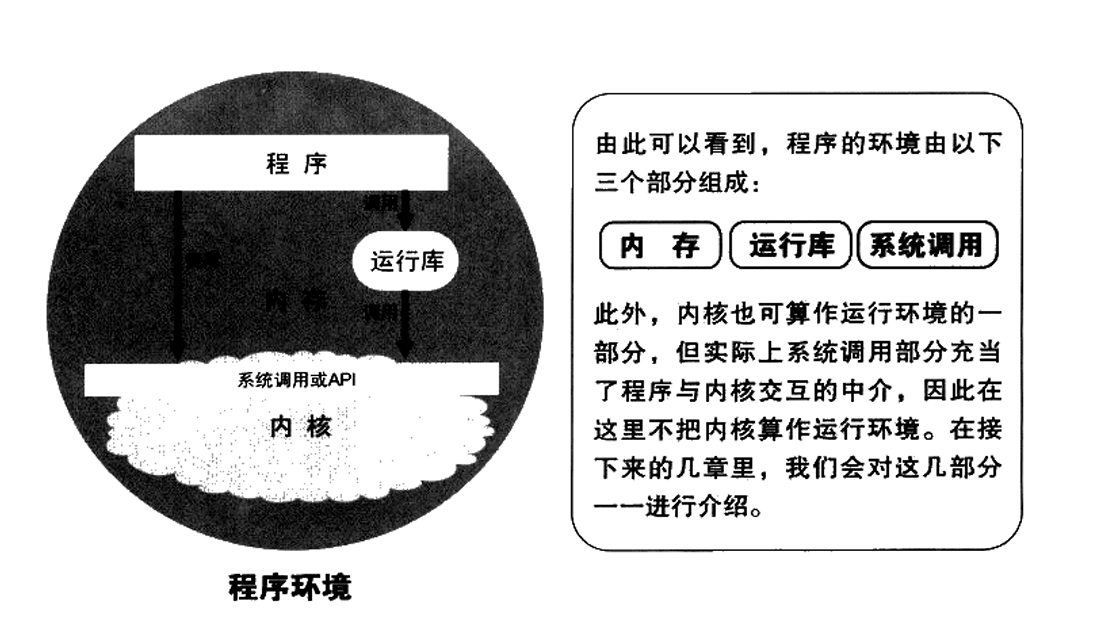 程 序
调用
调用
运行库
内 存
调用
系统调用或API
内 核
程序环境
由此可以看到，程序的环境由以下
三个部分组成：
内 存 运行库 系统调用
此外，内核也可算作运行环境的一
部分，但实际上系统调用部分充当
了程序与内核交互的中介，因此在
这里不把内核算作运行环境。在接
下来的几章里，我们会对这几部分
一一进行介绍。